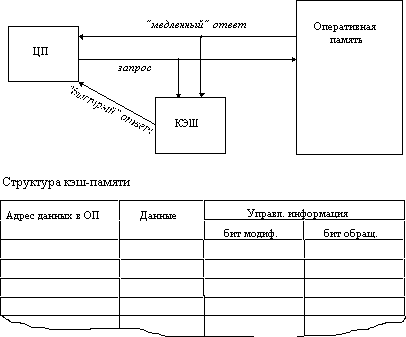 "медленный" ответ
Оперативная
память
ЦП
запрос
"быстрый" ответ
КЭШ
Структура кэш-памяти
Адрес данных в ОП
Данные
Управл. информация
бит модиф.
бит обращ.